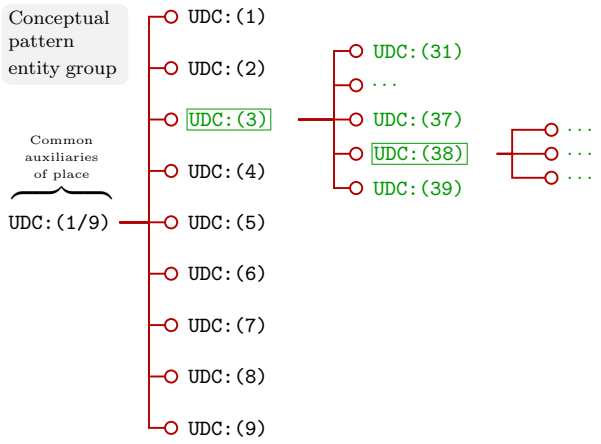 Conceptual
pattern
entity group
Common
auxiliaries
of place
UDC:(1/9)
UDC:(1)
UDC:(2)
UDC:(3)
UDC:(4)
UDC:(5)
UDC:(6)
UDC:(7)
UDC:(8)
UDC:(9)
UDC:(31)
...
UDC:(37)
UDC:(38)
UDC:(39)
...
...
...